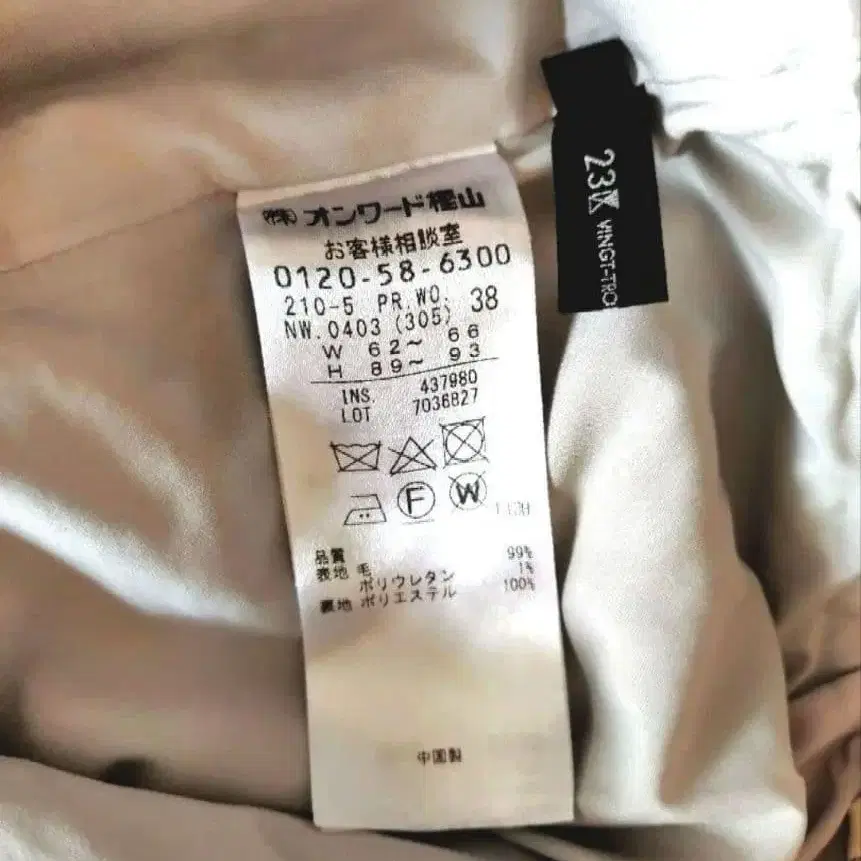 ㈱オンワード樫山
お客様相談室
0120-58-6300
210-5 PR.WO. 38
NW.0403 (305)
W 62～ 66
H 89～ 93
INS. 437980
LOT 7036827
F
W
品質
表地 毛 99%
ポリウレタン 1%
裏地 ポリエステル 100%
中国製
23区 VINGT-TROI